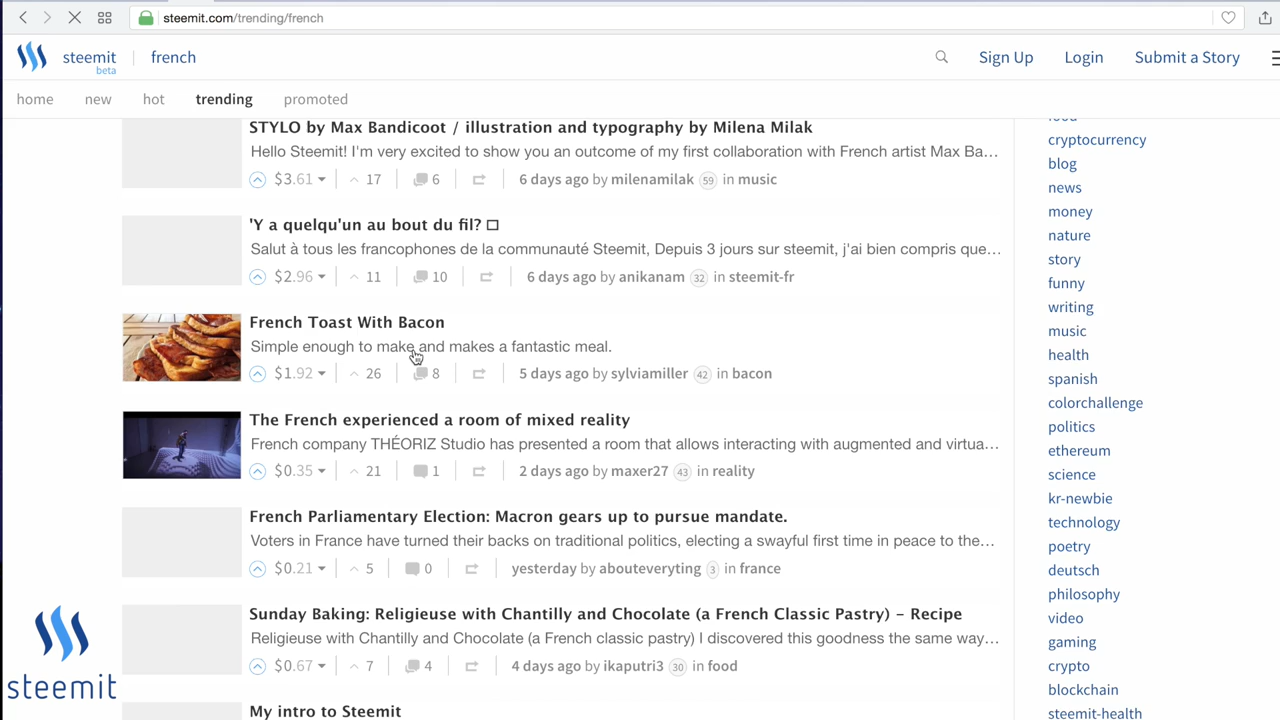 steemit.com/trending/french
steemit
beta
french
Sign Up
Login
Submit a Story
home
new
hot
trending
promoted
STYLO by Max Bandicoot / illustration and typography by Milena Milak
Hello Steemit! I'm very excited to show you an outcome of my first collaboration with French artist Max Ba...
$3.61 17 6 6 days ago by milenamilak 59 in music
'Y a quelqu'un au bout du fil?
Salut à tous les francophones de la communauté Steemit, Depuis 3 jours sur steemit, j'ai bien compris que...
$2.96 11 10 6 days ago by anikanam 32 in steemit-fr
French Toast With Bacon
Simple enough to make and makes a fantastic meal.
$1.92 26 8 5 days ago by sylviamiller 42 in bacon
The French experienced a room of mixed reality
French company THÉORIZ Studio has presented a room that allows interacting with augmented and virtua...
$0.35 21 1 2 days ago by maxer27 43 in reality
French Parliamentary Election: Macron gears up to pursue mandate.
Voters in France have turned their backs on traditional politics, electing a swayful first time in peace to the...
$0.21 5 0 yesterday by abouteveryting 3 in france
Sunday Baking: Religieuse with Chantilly and Chocolate (a French Classic Pastry) – Recipe
Religieuse with Chantilly and Chocolate (a French classic pastry) I discovered this goodness the same way...
$0.67 7 4 4 days ago by ikaputri3 30 in food
My intro to Steemit
food
cryptocurrency
blog
news
money
nature
story
funny
writing
music
health
spanish
colorchallenge
politics
ethereum
science
kr-newbie
technology
poetry
deutsch
philosophy
video
gaming
crypto
blockchain
steemit-health
steemit